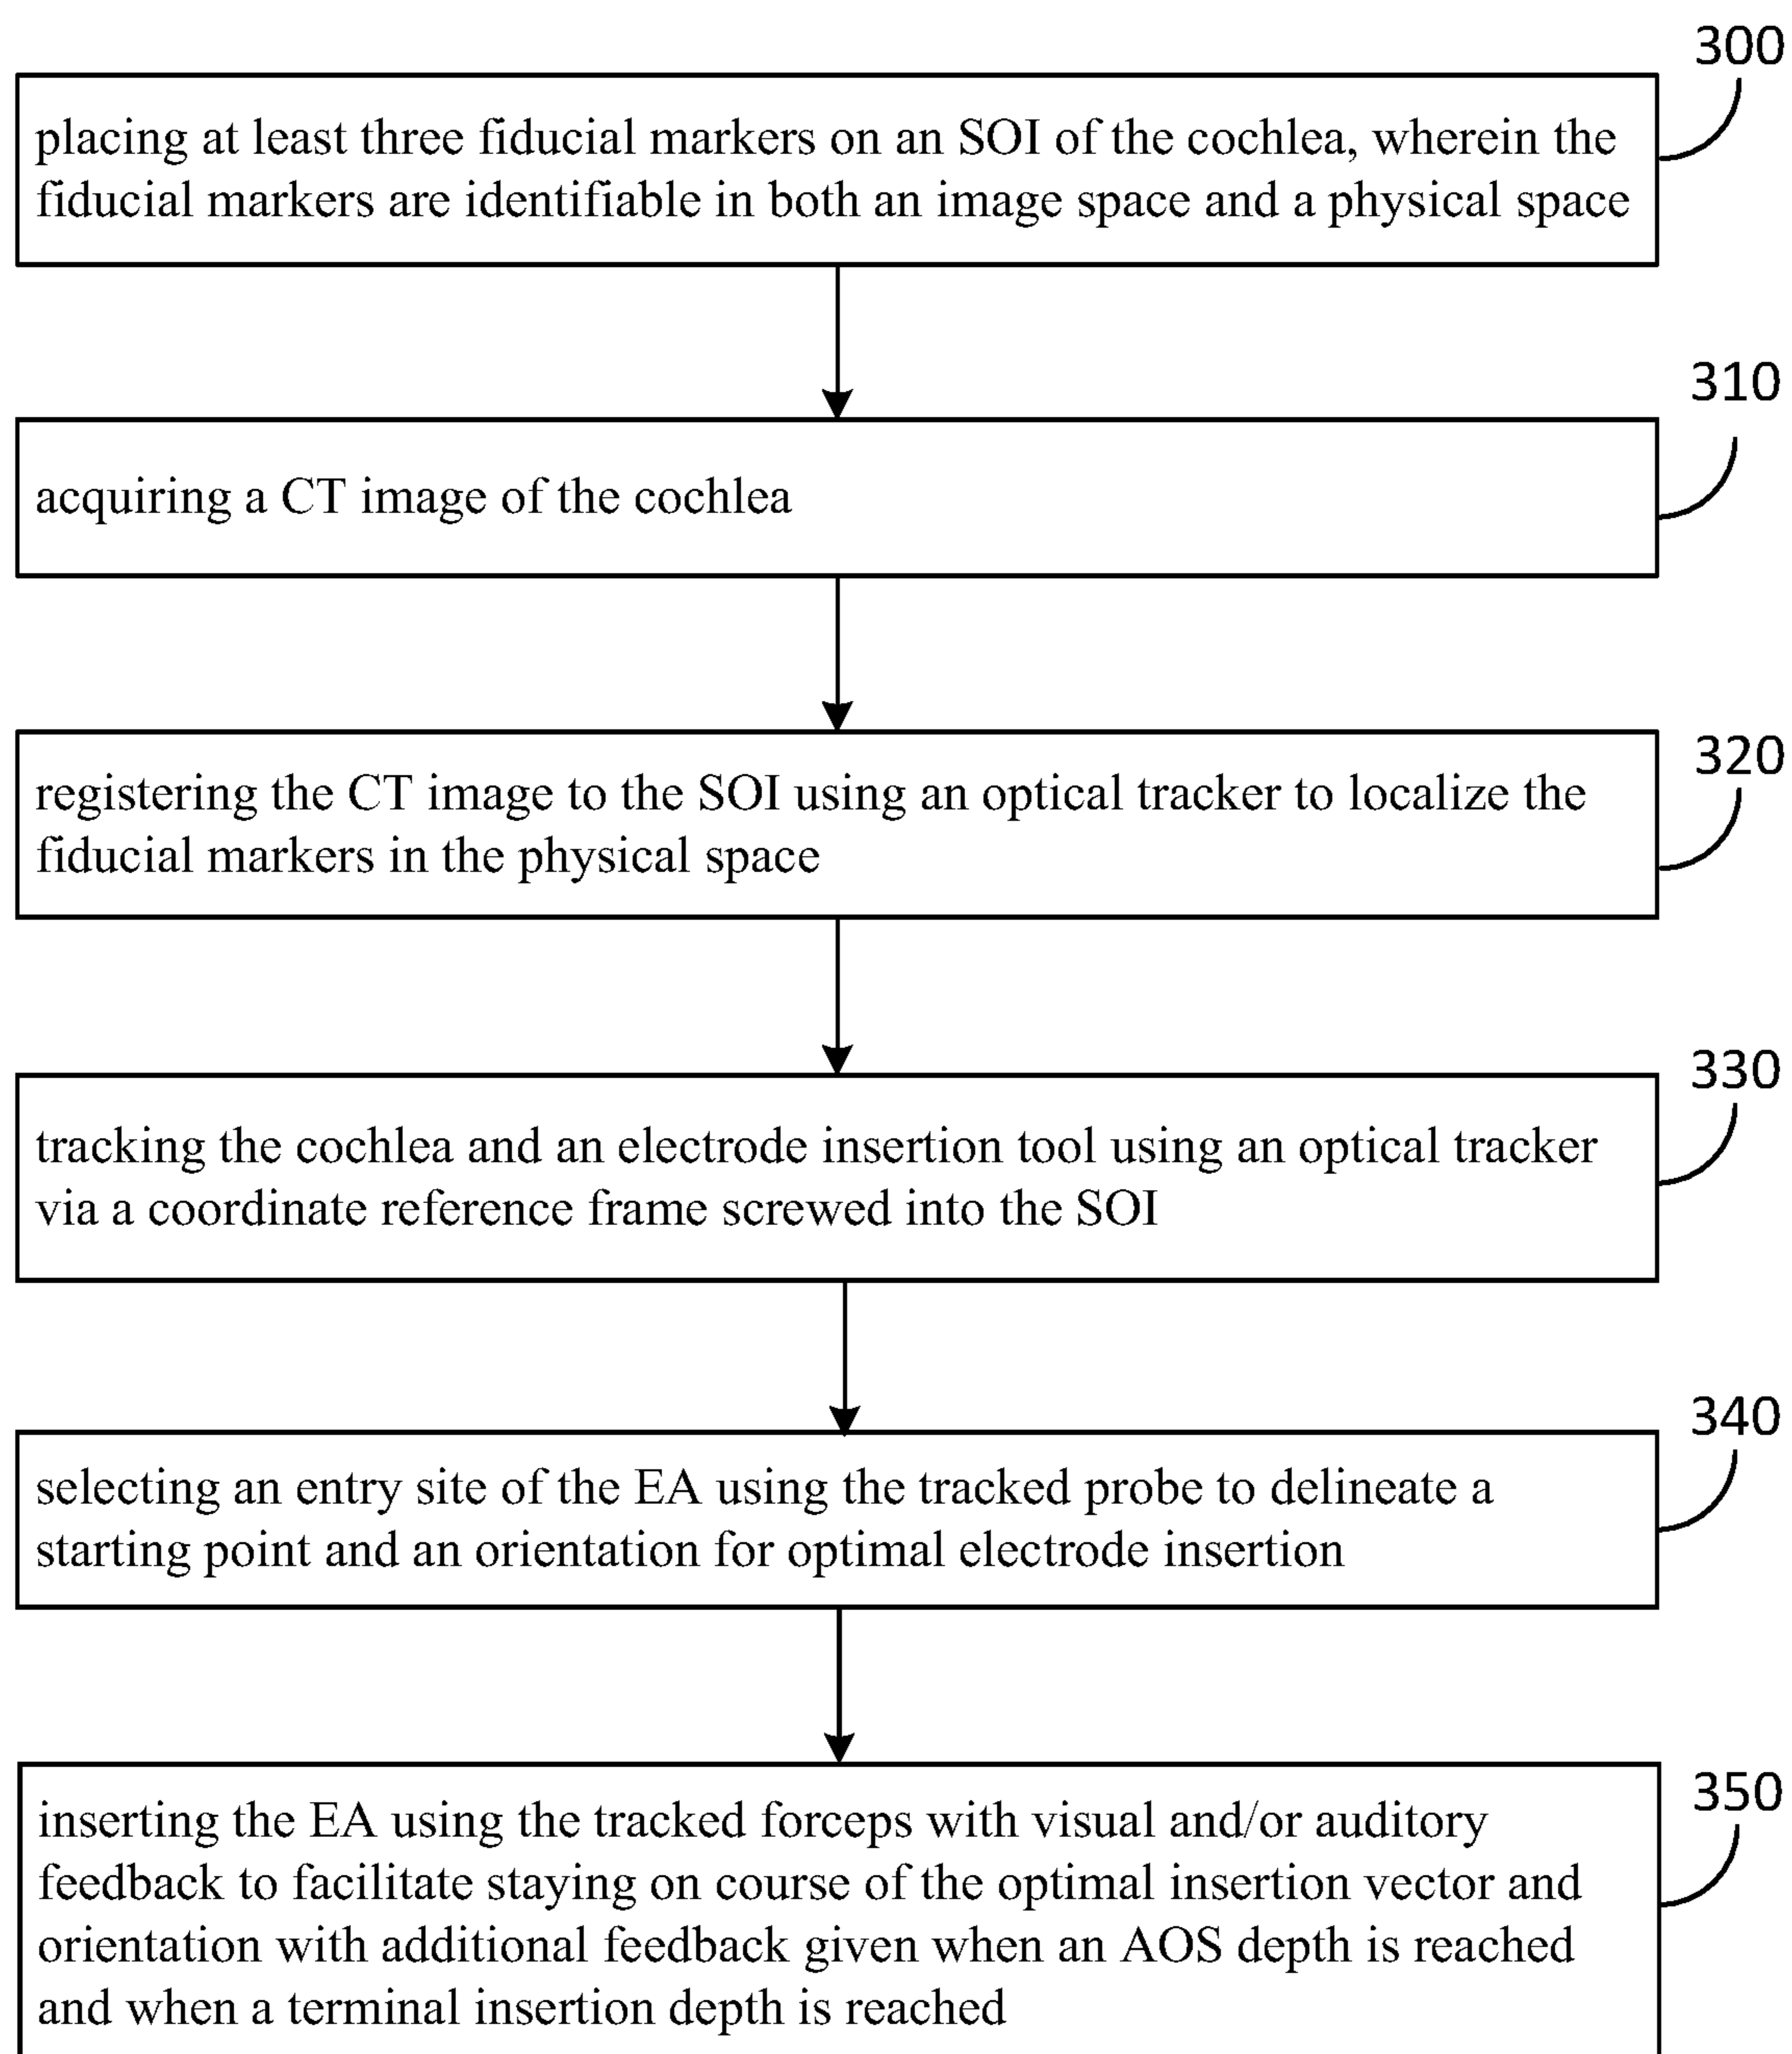 300
placing at least three fiducial markers on an SOI of the cochlea, wherein the
fiducial markers are identifiable in both an image space and a physical space
310
acquiring a CT image of the cochlea
320
registering the CT image to the SOI using an optical tracker to localize the
fiducial markers in the physical space
330
tracking the cochlea and an electrode insertion tool using an optical tracker
via a coordinate reference frame screwed into the SOI
340
selecting an entry site of the EA using the tracked probe to delineate a
starting point and an orientation for optimal electrode insertion
350
inserting the EA using the tracked forceps with visual and/or auditory
feedback to facilitate staying on course of the optimal insertion vector and
orientation with additional feedback given when an AOS depth is reached
and when a terminal insertion depth is reached